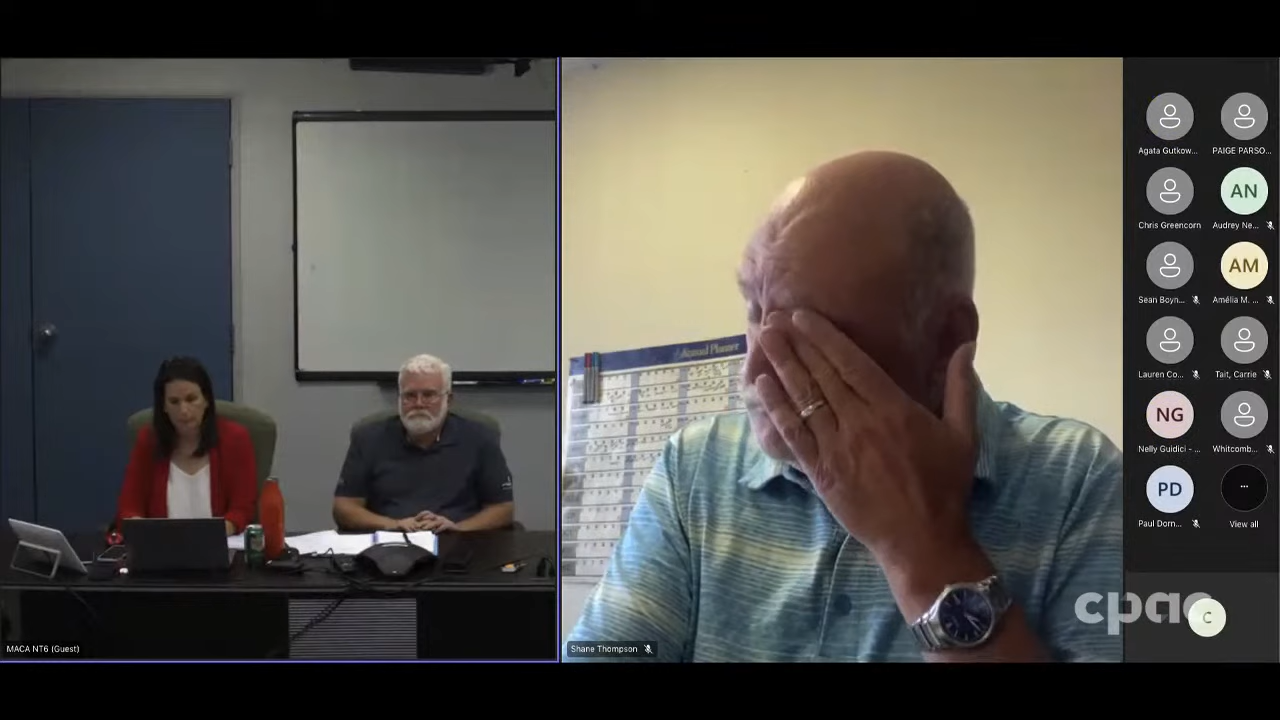 Annual Planner
MACA NT6 (Guest)
Shane Thompson
Agata Gutkow...
PAIGE PARSO...
Chris Greencorn
AN
Audrey Ne...
Sean Boyn...
AM
Amélia M. ...
Lauren Co...
Tait, Carrie
NG
Nelly Guidici - ...
Whitcomb...
PD
Paul Dorn...
...
View all
cpac
C